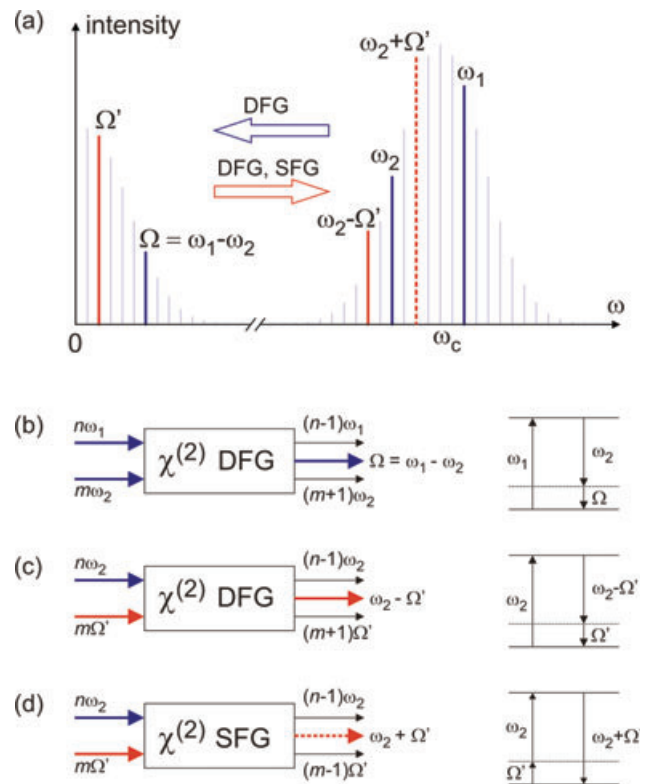 (a)
intensity
ω₂+Ω'
ω₁
Ω'
DFG
ω₂
DFG, SFG
ω₂-Ω'
Ω = ω₁-ω₂
ω
0
ω_c
(b)
nω₁
mω₂
χ⁽²⁾ DFG
(n-1)ω₁
Ω = ω₁ - ω₂
(m+1)ω₂
ω₁
ω₂
Ω
(c)
nω₂
mΩ'
χ⁽²⁾ DFG
(n-1)ω₂
ω₂ - Ω'
(m+1)Ω'
ω₂
ω₂-Ω'
Ω'
(d)
nω₂
mΩ'
χ⁽²⁾ SFG
(n-1)ω₂
ω₂ + Ω'
(m-1)Ω'
ω₂
Ω'
ω₂+Ω